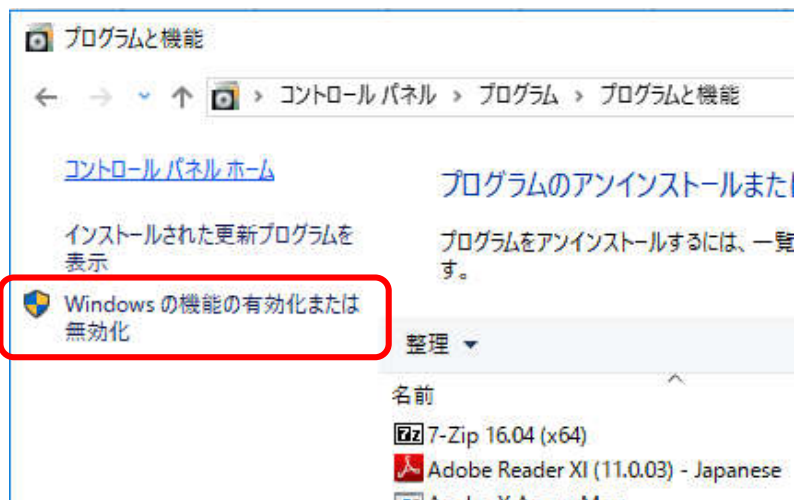 プログラムと機能
コントロール パネル › プログラム › プログラムと機能
コントロール パネル ホーム
インストールされた更新プログラムを
表示
Windows の機能の有効化または
無効化
プログラムのアンインストールまた
プログラムをアンインストールするには、一覧
す。
整理
名前
7-Zip 16.04 (x64)
Adobe Reader XI (11.0.03) - Japanese